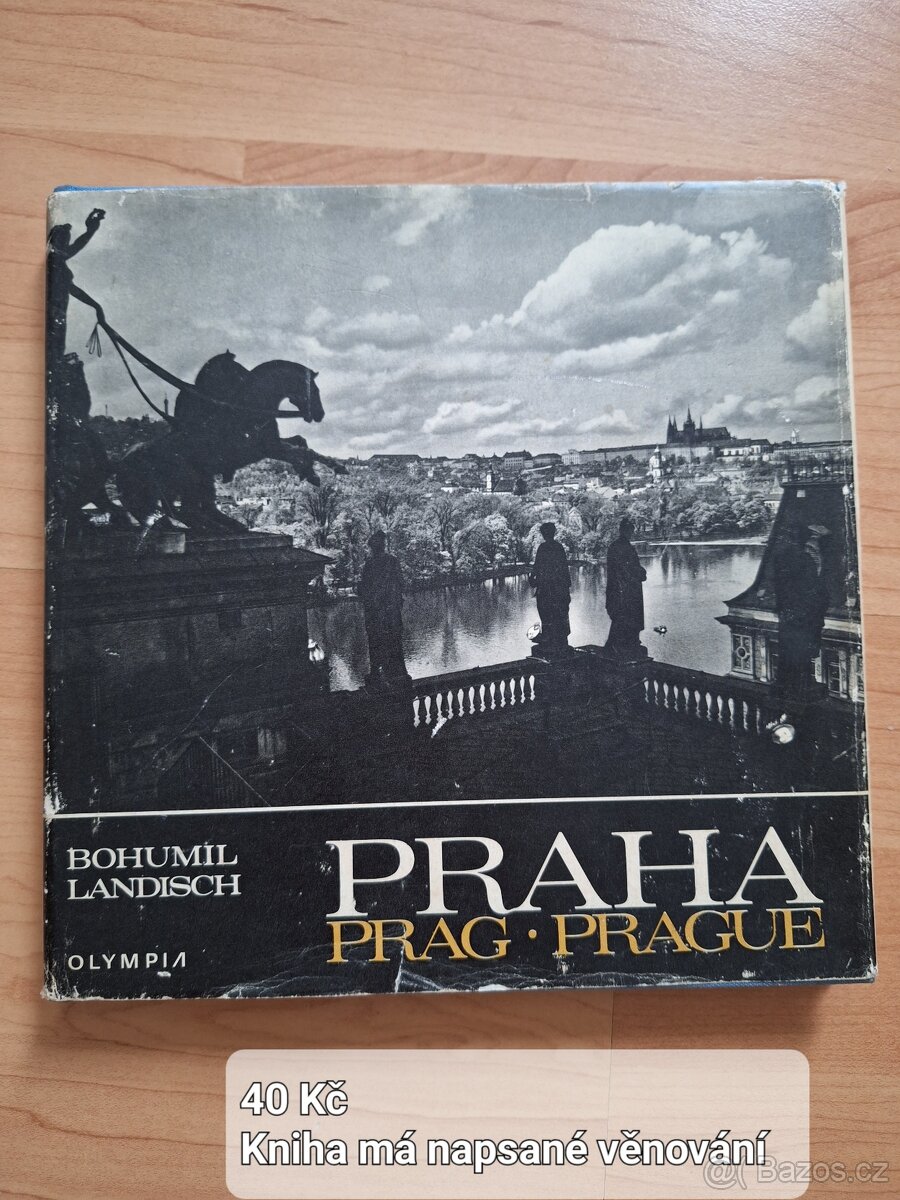 BOHUMIL
LANDISCH
PRAHA
PRAG · PRAGUE
OLYMPIA
40 Kč
Kniha má napsané věnování
@( Bazos.cz